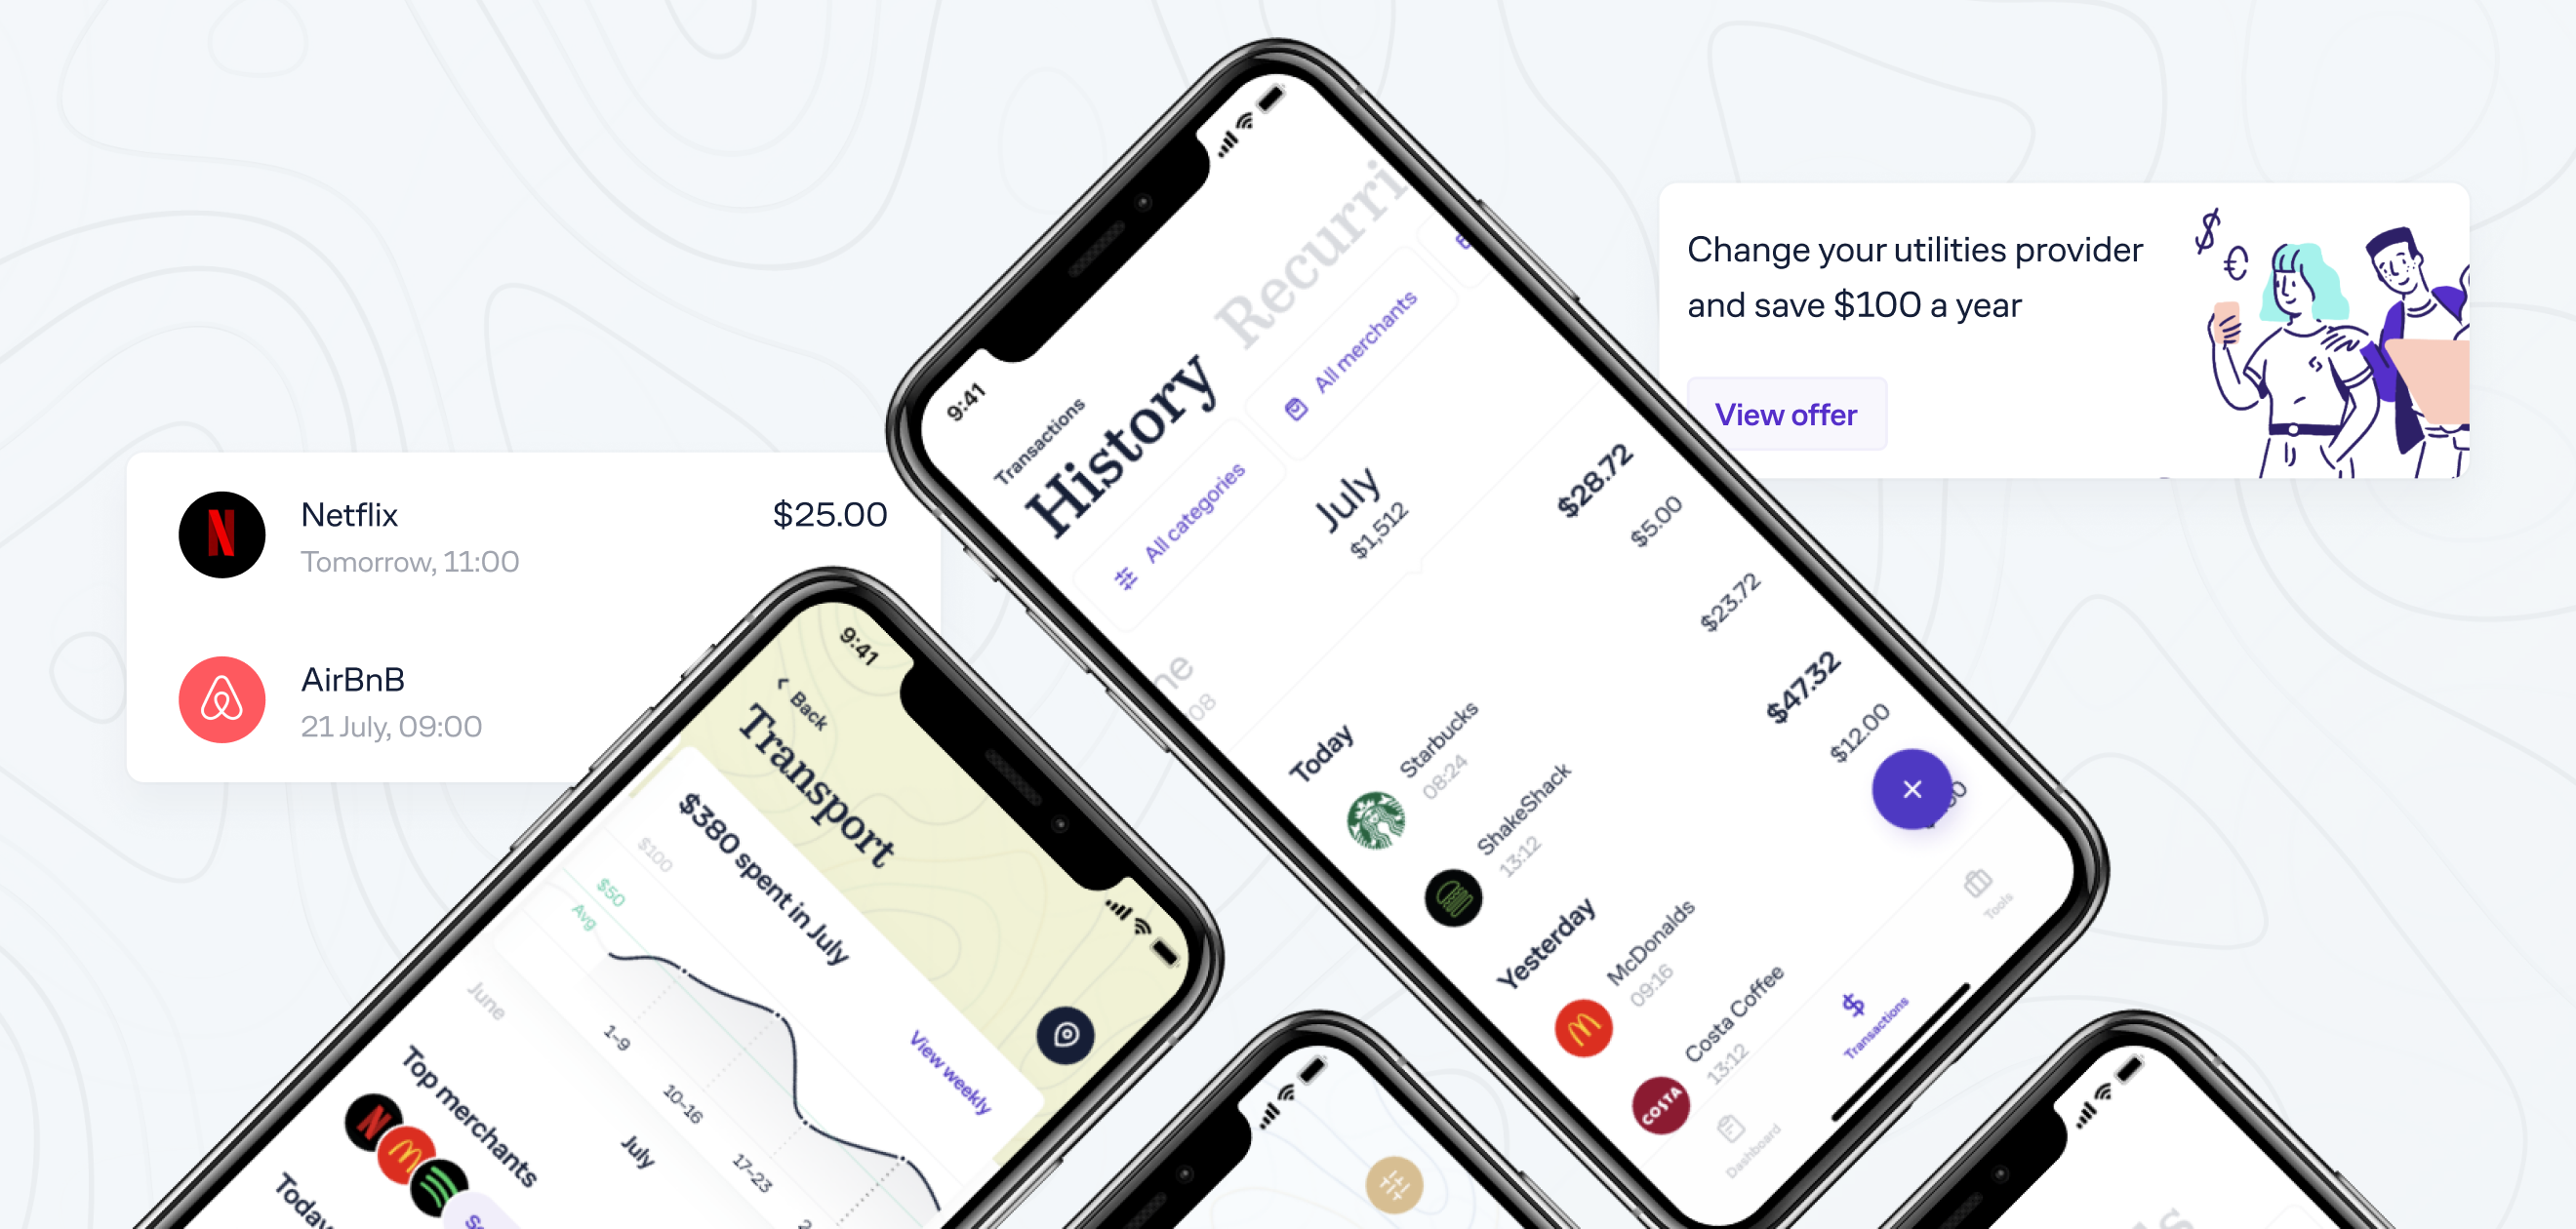 Netflix
Tomorrow, 11:00
$25.00
AirBnB
21 July, 09:00
9:41
Transactions
History
Recurri
All categories
All merchants
July
$1,512
08
Today
$28.72
Starbucks
08:24
$5.00
ShakeShack
13:12
$23.72
Yesterday
$47.32
McDonalds
09:16
$12.00
COSTA
Costa Coffee
13:12
Dashboard
Transactions
Tools
Change your utilities provider
and save $100 a year
View offer
9:41
Back
Transport
$380 spent in July
View weekly
$100
$50
Avg
1-9
10-16
17-23
2
June
July
Top merchants
Today